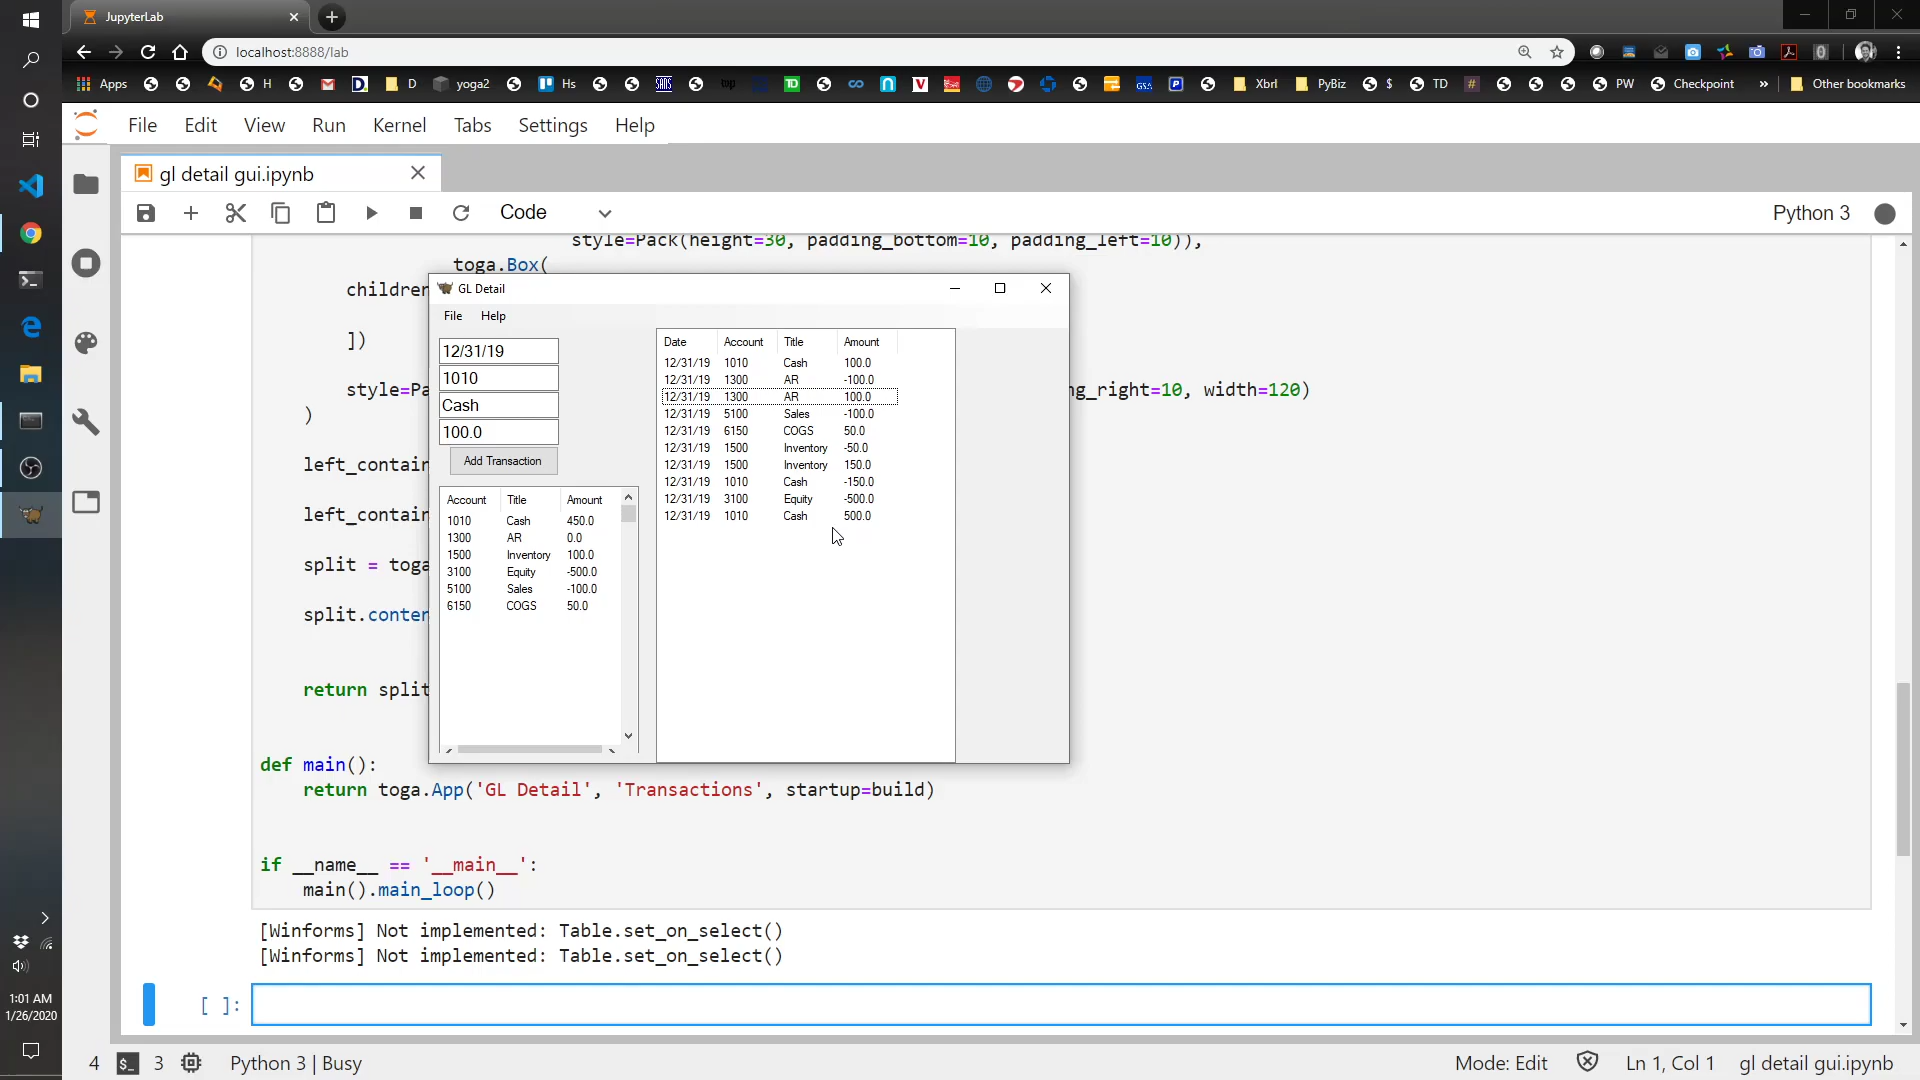 JupyterLab
localhost:8888/lab
Apps H D yoga2 Hs TD Xbrl PyBiz $ TD # PW Checkpoint » Other bookmarks
File Edit View Run Kernel Tabs Settings Help
gl detail gui.ipynb
Code Python 3
style=Pack(height=30, padding_bottom=10, padding_left=10)),
toga.Box(
children
])
style=Pa
ng_right=10, width=120)
)
left_contain
left_contain
split = toga
split.conten
return split
def main():
return toga.App('GL Detail', 'Transactions', startup=build)
if __name__ == '__main__':
main().main_loop()
[Winforms] Not implemented: Table.set_on_select()
[Winforms] Not implemented: Table.set_on_select()
[ ]:
GL Detail
File Help
12/31/19
1010
Cash
100.0
Add Transaction
Account Title Amount
1010 Cash 450.0
1300 AR 0.0
1500 Inventory 100.0
3100 Equity -500.0
5100 Sales -100.0
6150 COGS 50.0
Date Account Title Amount
12/31/19 1010 Cash 100.0
12/31/19 1300 AR -100.0
12/31/19 1300 AR 100.0
12/31/19 5100 Sales -100.0
12/31/19 6150 COGS 50.0
12/31/19 1500 Inventory -50.0
12/31/19 1500 Inventory 150.0
12/31/19 1010 Cash -150.0
12/31/19 3100 Equity -500.0
12/31/19 1010 Cash 500.0
1:01 AM
1/26/2020
4 $_ 3 Python 3 | Busy Mode: Edit Ln 1, Col 1 gl detail gui.ipynb